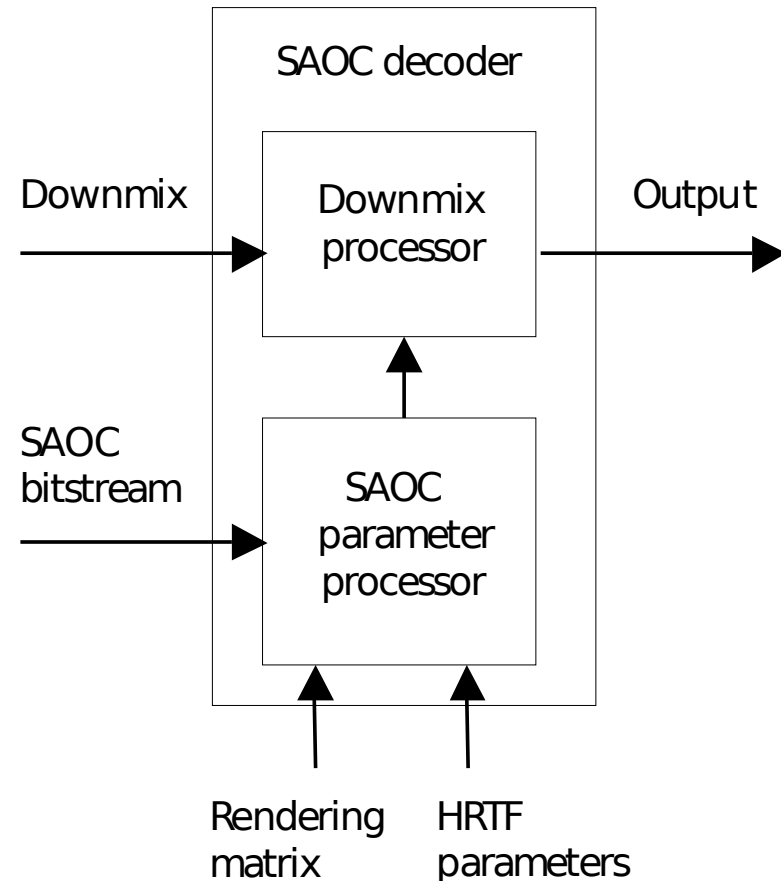 SAOC decoder
Downmix
Downmix
processor
Output
SAOC
bitstream
SAOC
parameter
processor
Rendering
matrix
HRTF
parameters